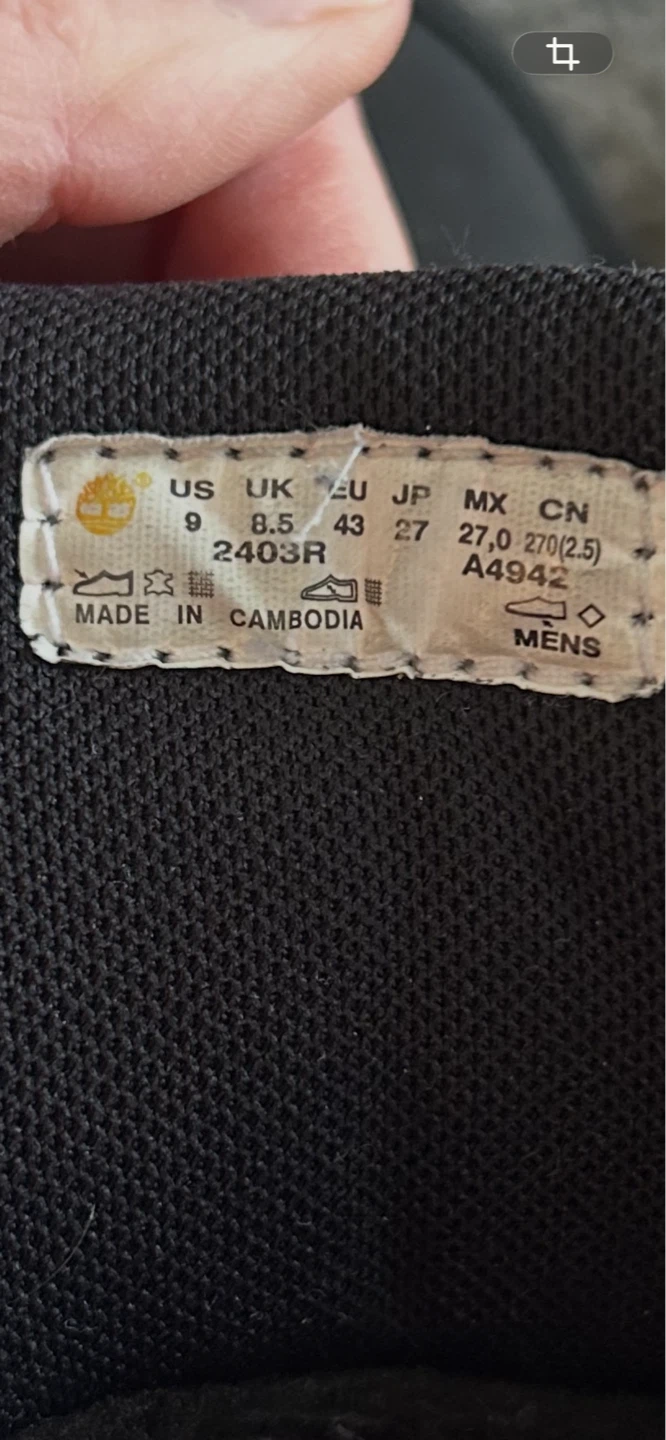 US UK EU JP MX CN
9 8.5 43 27 27,0 270(2.5)
2403R A4942
MADE IN CAMBODIA
MENS